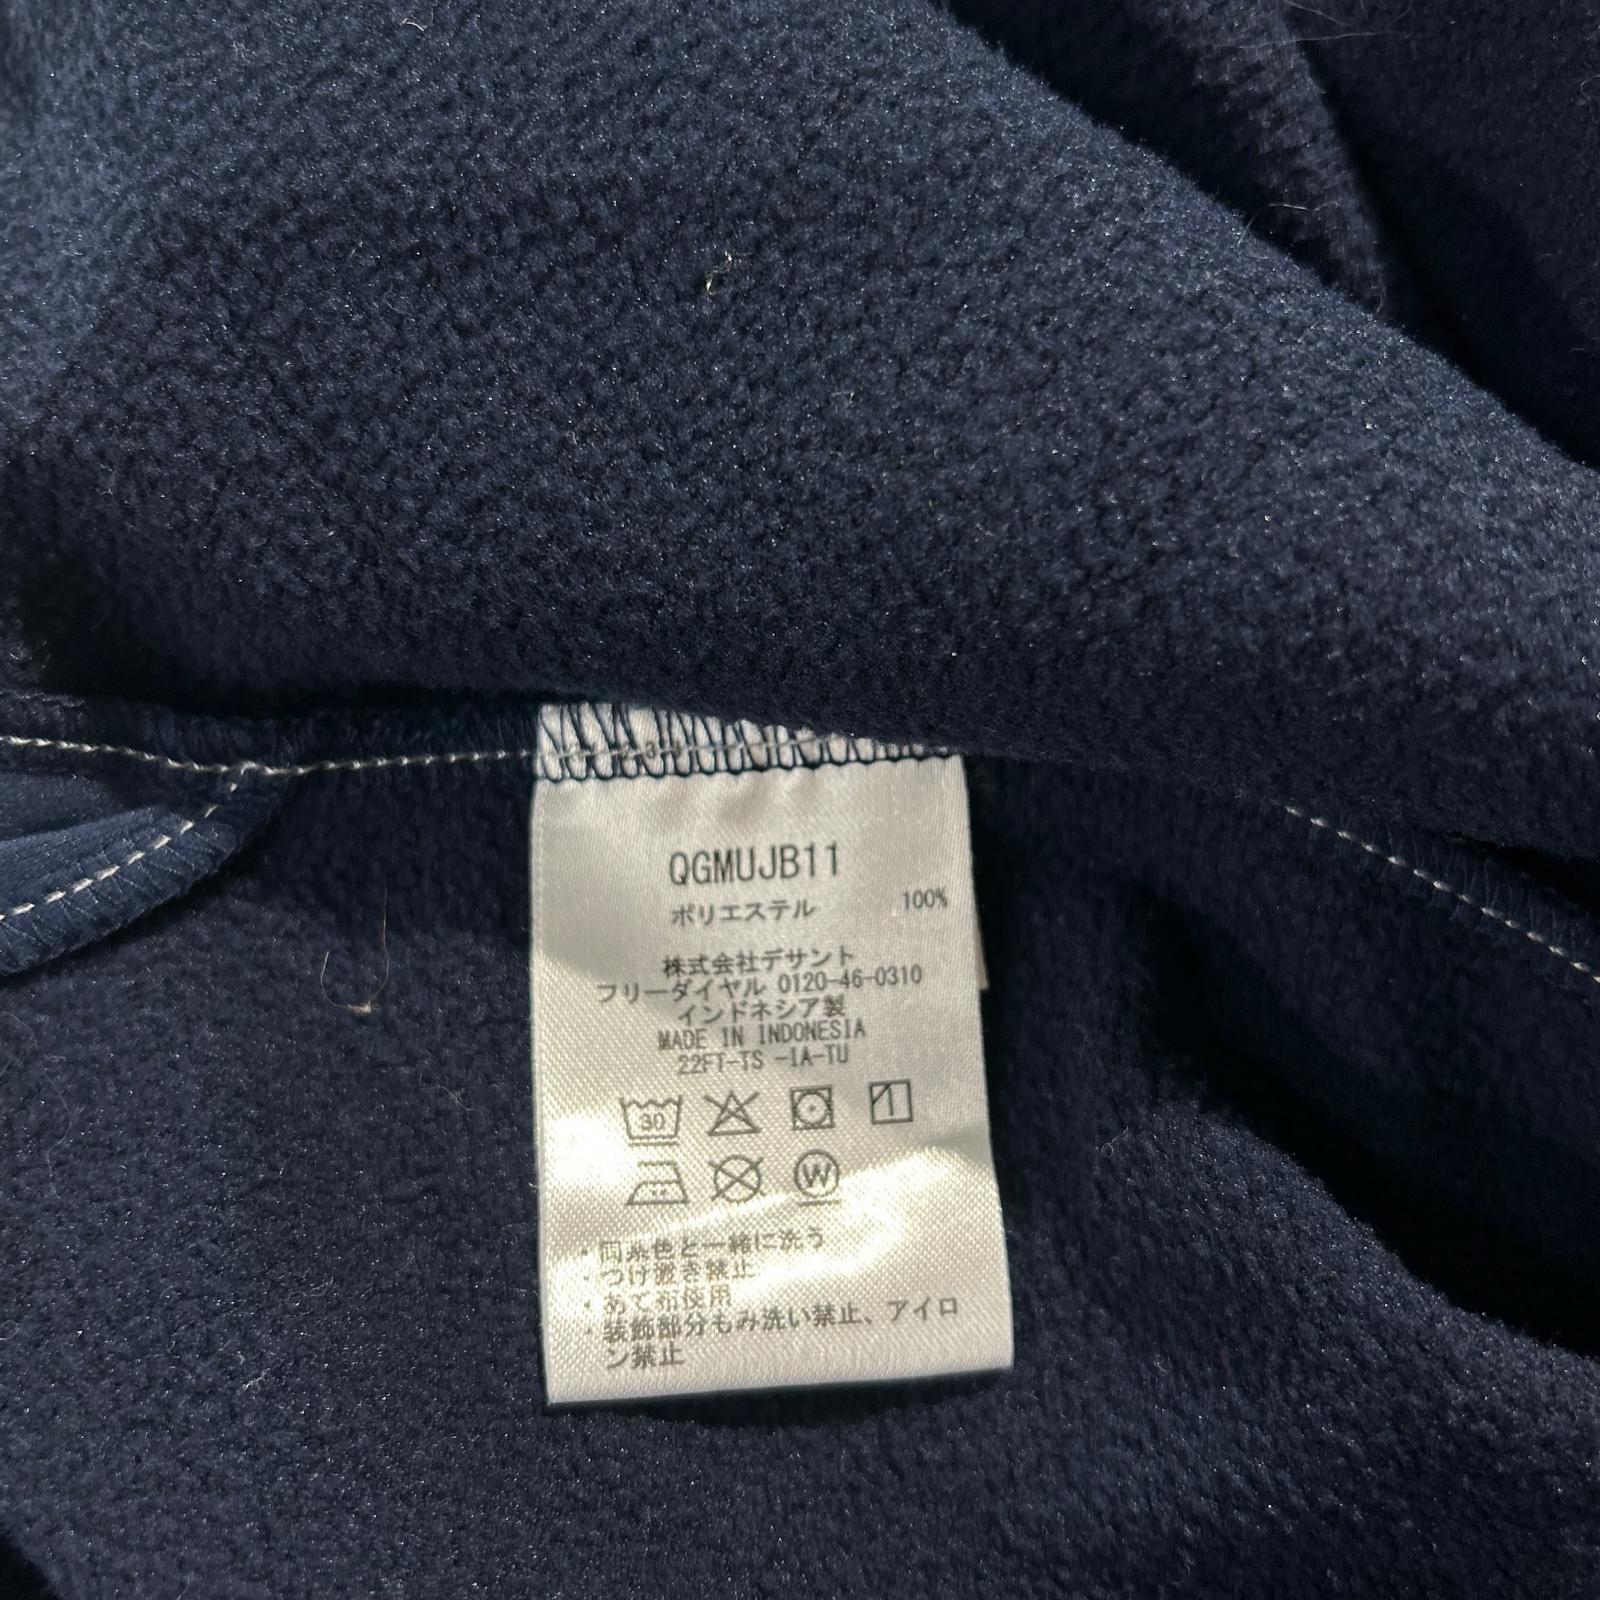 QGMUJB11
ポリエステル 100%
株式会社デサント
フリーダイヤル 0120-46-0310
インドネシア製
MADE IN INDONESIA
22FT-TS -IA-TU
30
W
・同系色と一緒に洗う
・つけ置き禁止
・あて布使用
・装飾部分もみ洗い禁止、アイロ
ン禁止